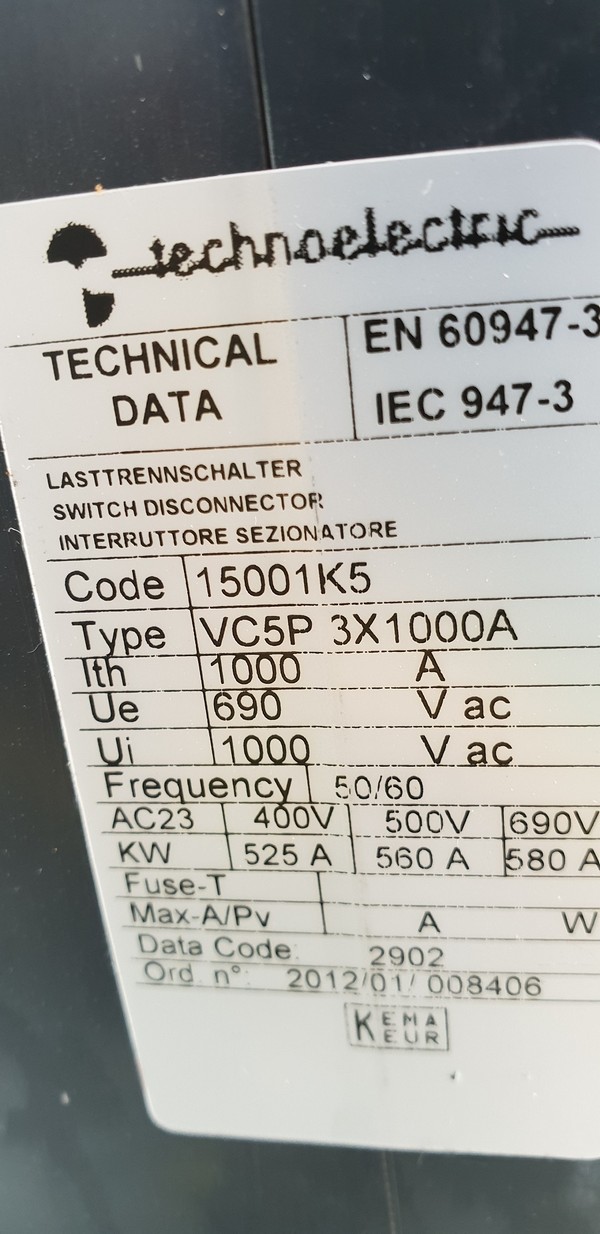 technoelectric
TECHNICAL DATA
EN 60947-3
IEC 947-3
LASTTRENNSCHALTER
SWITCH DISCONNECTOR
INTERRUTTORE SEZIONATORE
Code 15001K5
Type VC5P 3X1000A
Ith 1000 A
Ue 690 V ac
Ui 1000 V ac
Frequency 50/60
AC23 400V 500V 690V
KW 525 A 560 A 580 A
Fuse-T
Max-A/Pv A W
Data Code: 2902
Ord. n°: 2012/01/ 008406
KEMA
EUR